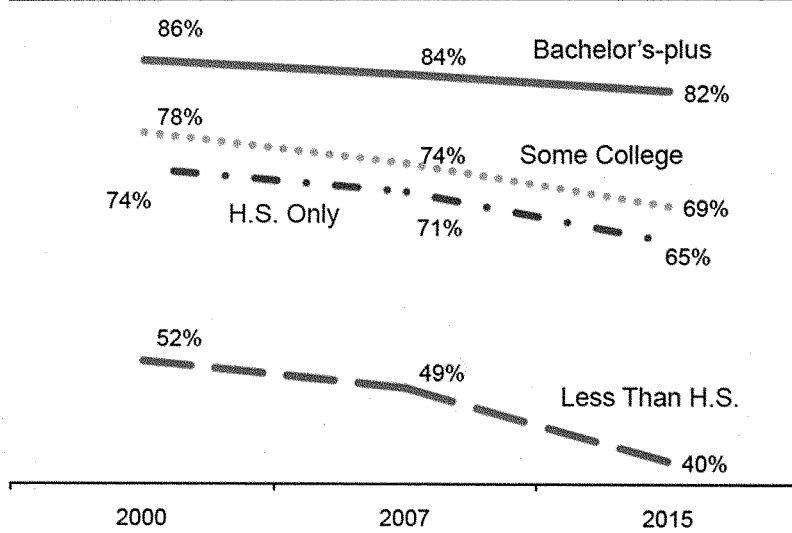 86%
84%
Bachelor's-plus
82%
78%
74%
Some College
69%
74%
H.S. Only
71%
65%
52%
49%
Less Than H.S.
40%
2000 2007 2015